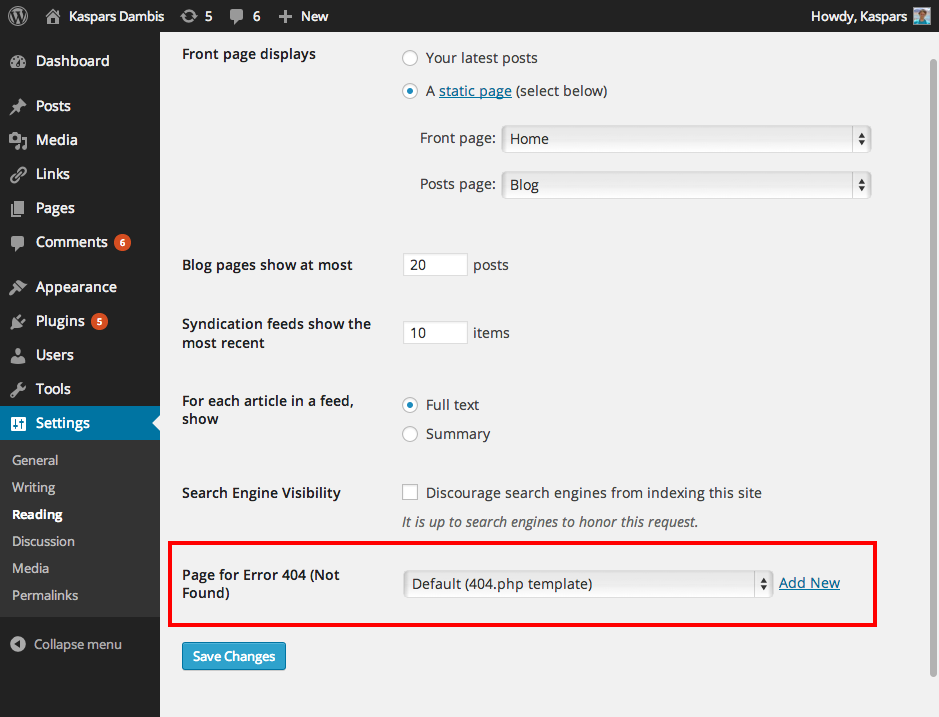 Kaspars Dambis 5 6 New Howdy, Kaspars
Dashboard
Posts
Media
Links
Pages
Comments 6
Appearance
Plugins 5
Users
Tools
Settings
General
Writing
Reading
Discussion
Media
Permalinks
Collapse menu
Front page displays
Your latest posts
A static page (select below)
Front page: Home
Posts page: Blog
Blog pages show at most 20 posts
Syndication feeds show the
most recent
10 items
For each article in a feed,
show
Full text
Summary
Search Engine Visibility
Discourage search engines from indexing this site
It is up to search engines to honor this request.
Page for Error 404 (Not
Found)
Default (404.php template) Add New
Save Changes